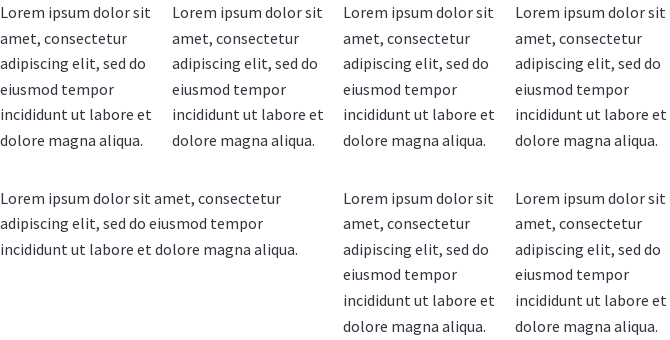 Lorem ipsum dolor sit
amet, consectetur
adipiscing elit, sed do
eiusmod tempor
incididunt ut labore et
dolore magna aliqua.
Lorem ipsum dolor sit
amet, consectetur
adipiscing elit, sed do
eiusmod tempor
incididunt ut labore et
dolore magna aliqua.
Lorem ipsum dolor sit
amet, consectetur
adipiscing elit, sed do
eiusmod tempor
incididunt ut labore et
dolore magna aliqua.
Lorem ipsum dolor sit
amet, consectetur
adipiscing elit, sed do
eiusmod tempor
incididunt ut labore et
dolore magna aliqua.
Lorem ipsum dolor sit amet, consectetur
adipiscing elit, sed do eiusmod tempor
incididunt ut labore et dolore magna aliqua.
Lorem ipsum dolor sit
amet, consectetur
adipiscing elit, sed do
eiusmod tempor
incididunt ut labore et
dolore magna aliqua.
Lorem ipsum dolor sit
amet, consectetur
adipiscing elit, sed do
eiusmod tempor
incididunt ut labore et
dolore magna aliqua.